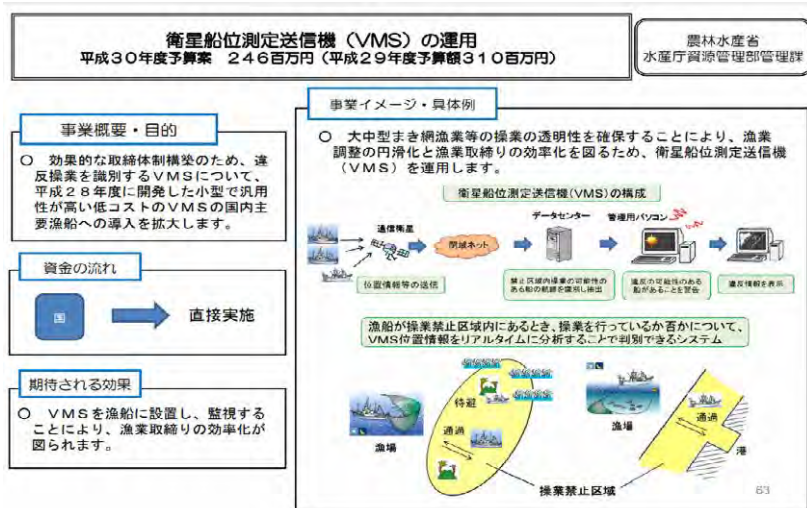 衛星船位測定送信機（VMS）の運用
平成３０年度予算案　２４６百万円（平成２９年度予算額３１０百万円）
農林水産省
水産庁資源管理部管理課
事業概要・目的
○　効果的な取締体制構築のため、違
反操業を識別するVMSについて、
平成２８年度に開発した小型で汎用
性が高い低コストのVMSの国内主
要漁船への導入を拡大します。
資金の流れ
国
直接実施
期待される効果
○　VMSを漁船に設置し、監視する
ことにより、漁業取締りの効率化が
図られます。
事業イメージ・具体例
○　大中型まき網漁業等の操業の透明性を確保することにより、漁業
調整の円滑化と漁業取締りの効率化を図るため、衛星船位測定送信機
（VMS）を運用します。
衛星船位測定送信機（VMS）の構成
通信衛星
閉域ネット
データセンター
管理用パソコン
位置情報等の送信
禁止区域内操業の可能性の
ある船の航跡を識別し抽出
違反の可能性のある
船があることを警告
違反情報を表示
漁船が操業禁止区域内にあるとき、操業を行っているか否かについて、
VMS位置情報をリアルタイムに分析することで判別できるシステム
待避
通過
漁場
漁場
通過
港
操業禁止区域
63